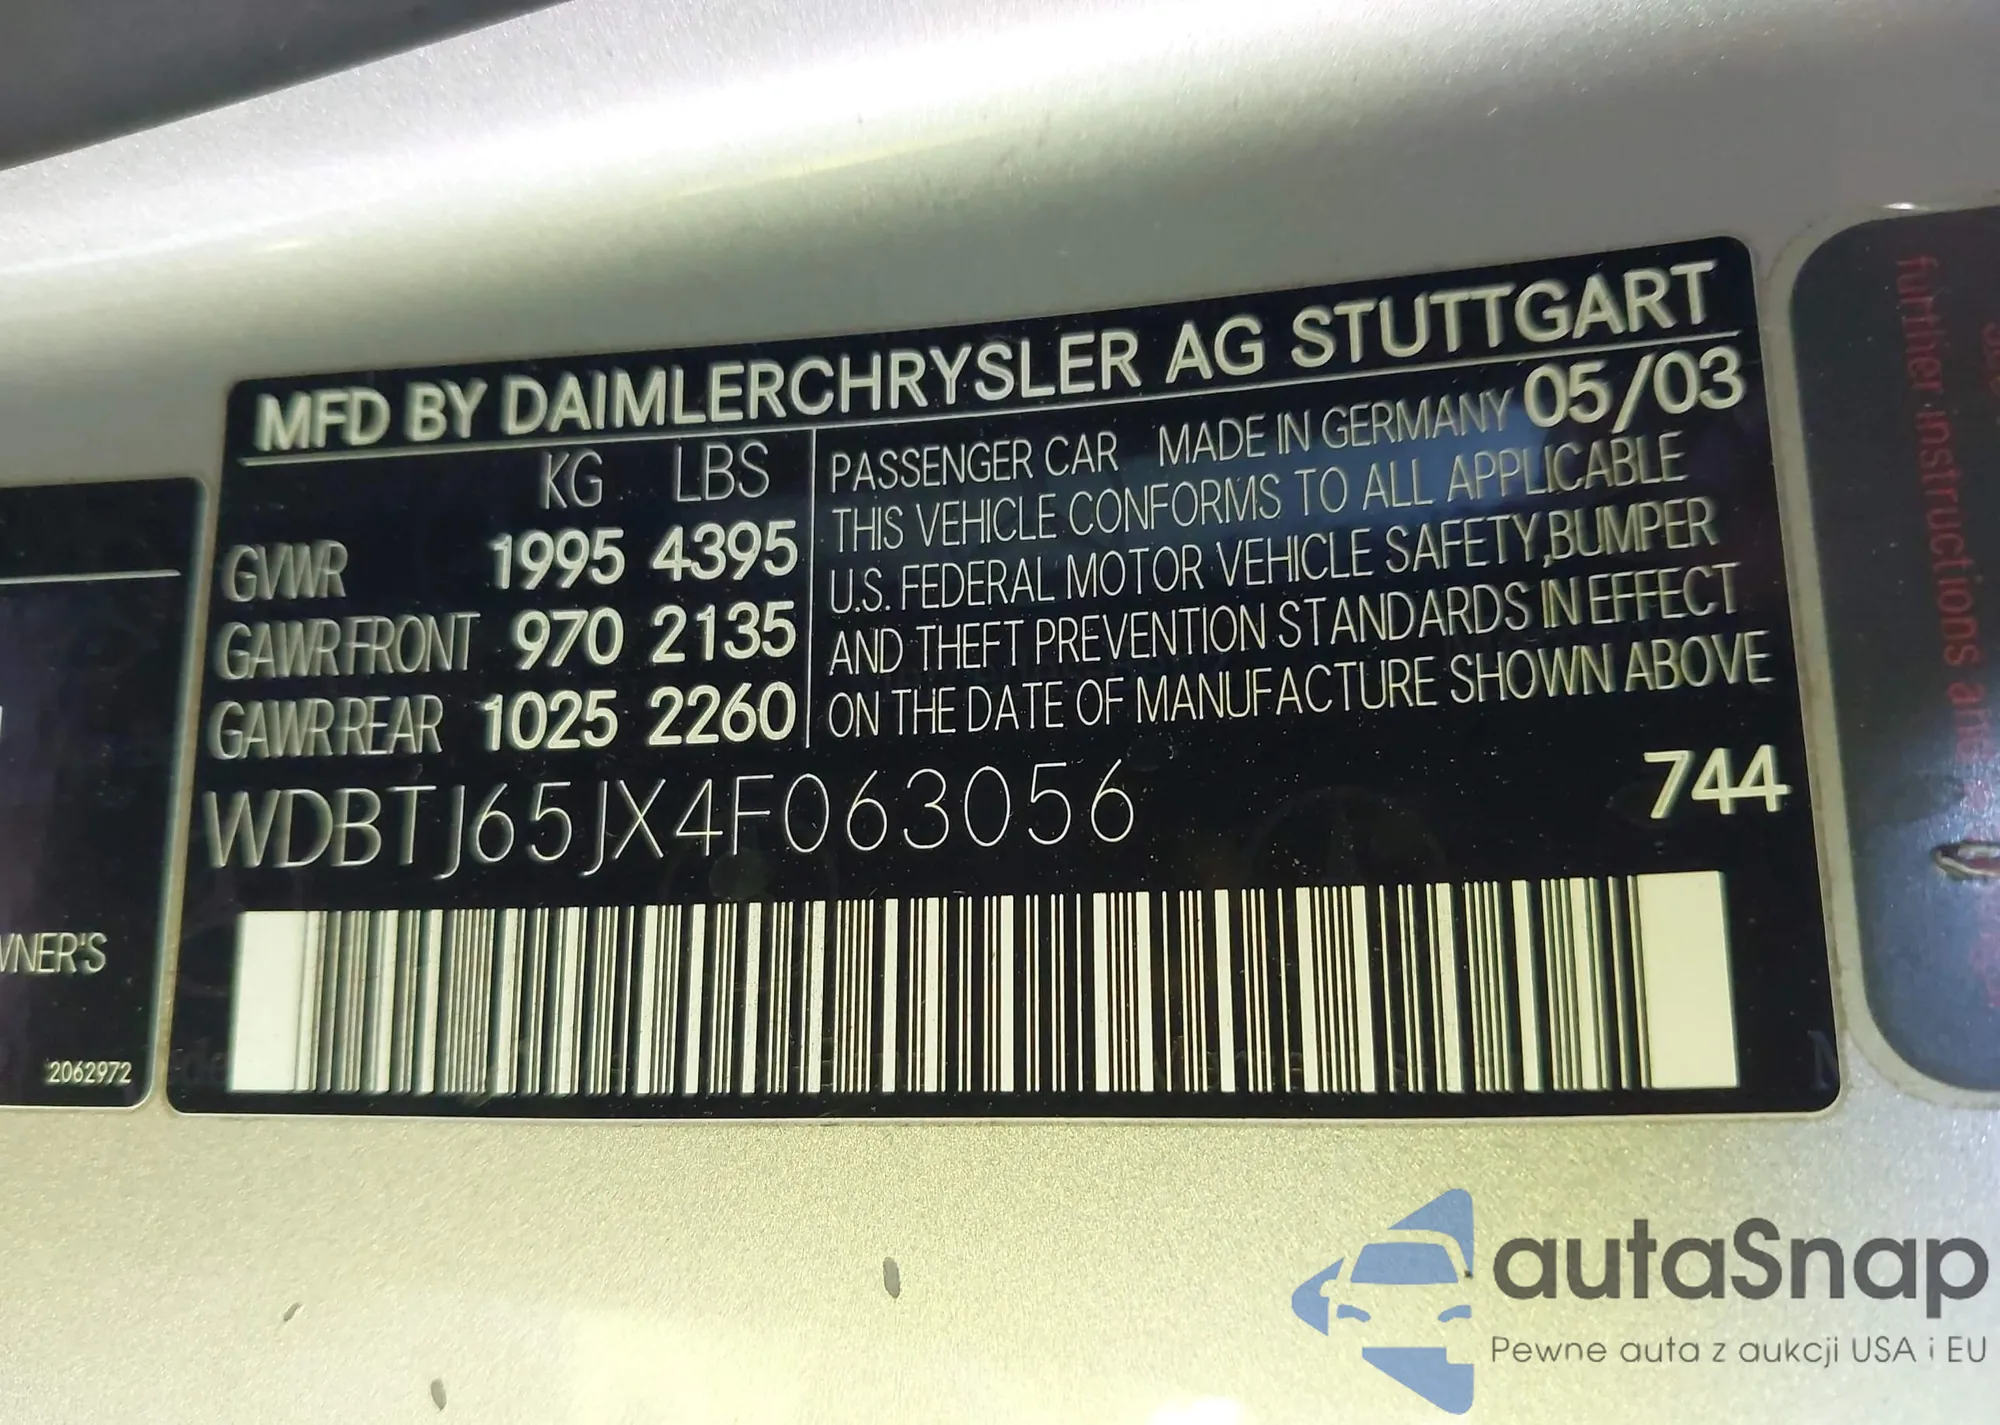 MFD BY DAIMLERCHRYSLER AG STUTTGART
KG LBS
GVWR 1995 4395
GAWR FRONT 970 2135
GAWR REAR 1025 2260
PASSENGER CAR MADE IN GERMANY 05/03
THIS VEHICLE CONFORMS TO ALL APPLICABLE
U.S. FEDERAL MOTOR VEHICLE SAFETY,BUMPER
AND THEFT PREVENTION STANDARDS IN EFFECT
ON THE DATE OF MANUFACTURE SHOWN ABOVE
WDBTJ65JX4F063056 744
WNER'S
2062972
further instructions and
autaSnap
Pewne auta z aukcji USA i EU